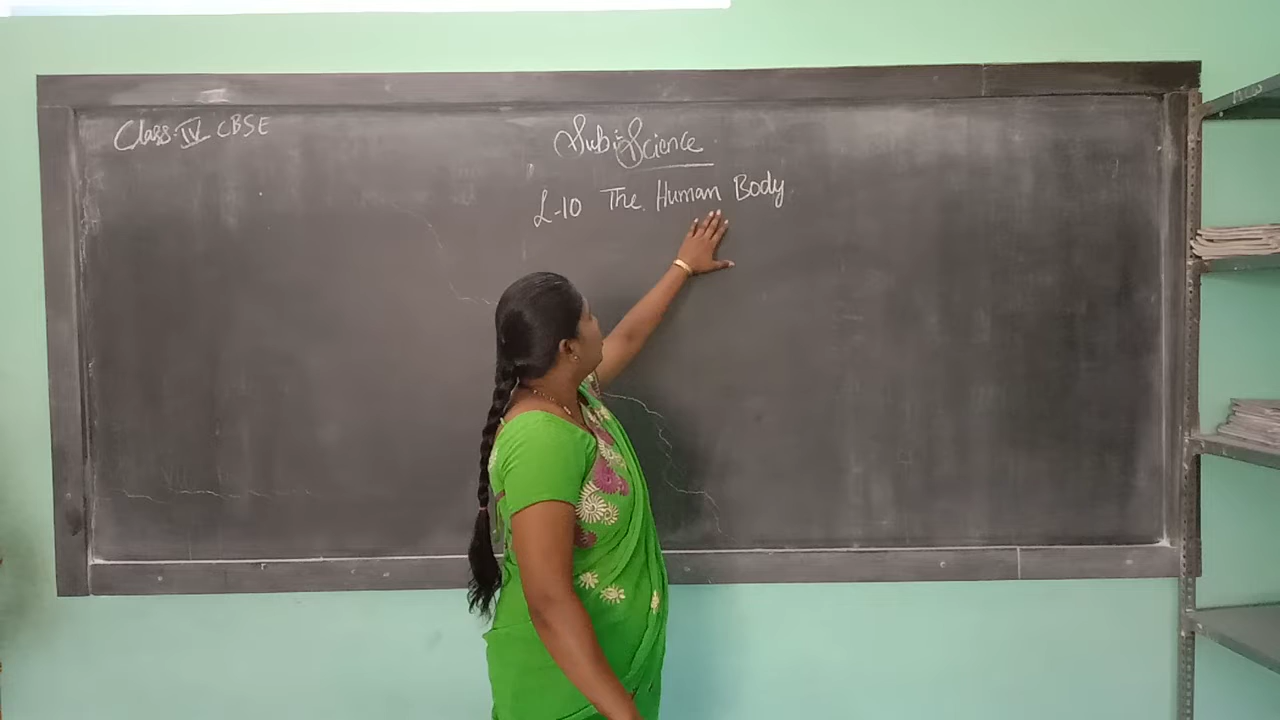 Class:- IV CBSE
Sub:- Science
L-10 The Human Body